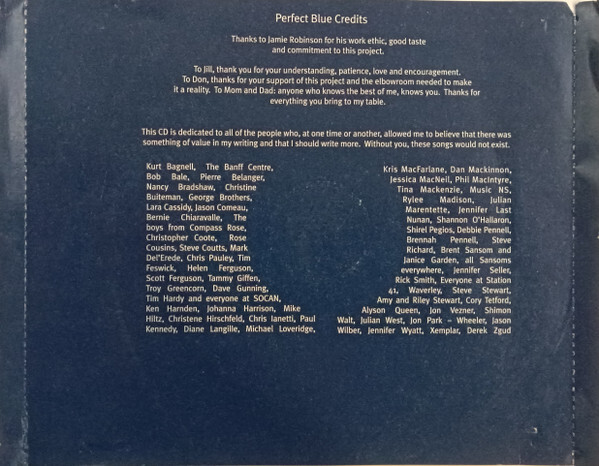 Perfect Blue Credits
Thanks to Jamie Robinson for his work ethic, good taste
and commitment to this project.
To Jill, thank you for your understanding, patience, love and encouragement.
To Don, thanks for your support of this project and the elbowroom needed to make
it a reality. To Mom and Dad: anyone who knows the best of me, knows you. Thanks for
everything you bring to my table.
This CD is dedicated to all of the people who, at one time or another, allowed me to believe that there was
something of value in my writing and that I should write more. Without you, these songs would not exist.
Kurt Bagnell, The Banff Centre,
Bob Bale, Pierre Belanger,
Nancy Bradshaw, Christine
Buiteman, George Brothers,
Lara Cassidy, Jason Comeau,
Bernie Chiaravalle, The
boys from Compass Rose,
Christopher Coote, Rose
Cousins, Steve Coutts, Mark
Del'Erede, Chris Pauley, Tim
Feswick, Helen Ferguson,
Scott Ferguson, Tammy Giffen,
Troy Greencorn, Dave Gunning,
Tim Hardy and everyone at SOCAN,
Ken Harnden, Johanna Harrison, Mike
Hiltz, Christene Hirschfeld, Chris Ianetti, Paul
Kennedy, Diane Langille, Michael Loveridge,
Kris MacFarlane, Dan Mackinnon,
Jessica MacNeil, Phil MacIntyre,
Tina Mackenzie, Music NS,
Rylee Madison, Julian
Marentette, Jennifer Last
Nunan, Shannon O'Halloran,
Shirel Pegios, Debbie Pennell,
Brennah Pennell, Steve
Richard, Brent Sansom and
Janice Garden, all Sansoms
everywhere, Jennifer Seller,
Rick Smith, Everyone at Station
41, Waverley, Steve Stewart,
Amy and Riley Stewart, Cory Tetford,
Alyson Queen, Jon Vezner, Shimon
Walt, Julian West, Jon Park – Wheeler, Jason
Wilber, Jennifer Wyatt, Xemplar, Derek Zgud